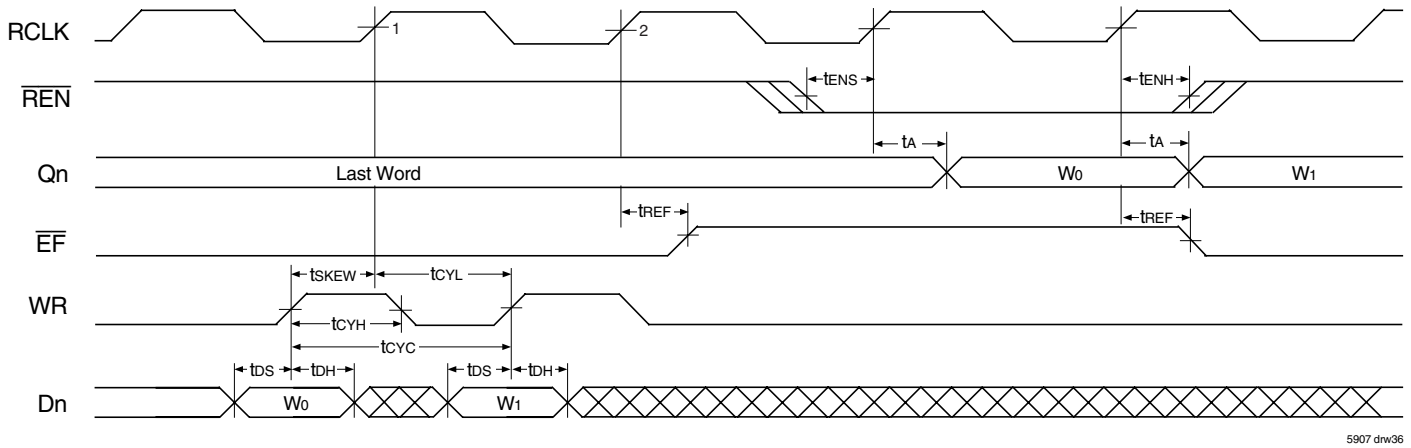 RCLK 1 2
tENS tENH
REN
tA tA
Qn Last Word W0 W1
tREF tREF
EF
tSKEW tCYL
WR
tCYH
tCYC
tDS tDH tDS tDH
Dn W0 W1
5907 drw36